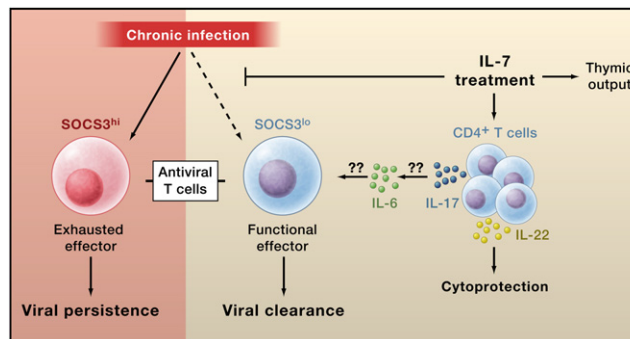 Chronic infection
IL-7
treatment
Thymic
output
SOCS3hi
SOCS3lo
CD4+ T cells
Antiviral
T cells
??
??
IL-6
IL-17
IL-22
Exhausted
effector
Functional
effector
Cytoprotection
Viral persistence
Viral clearance